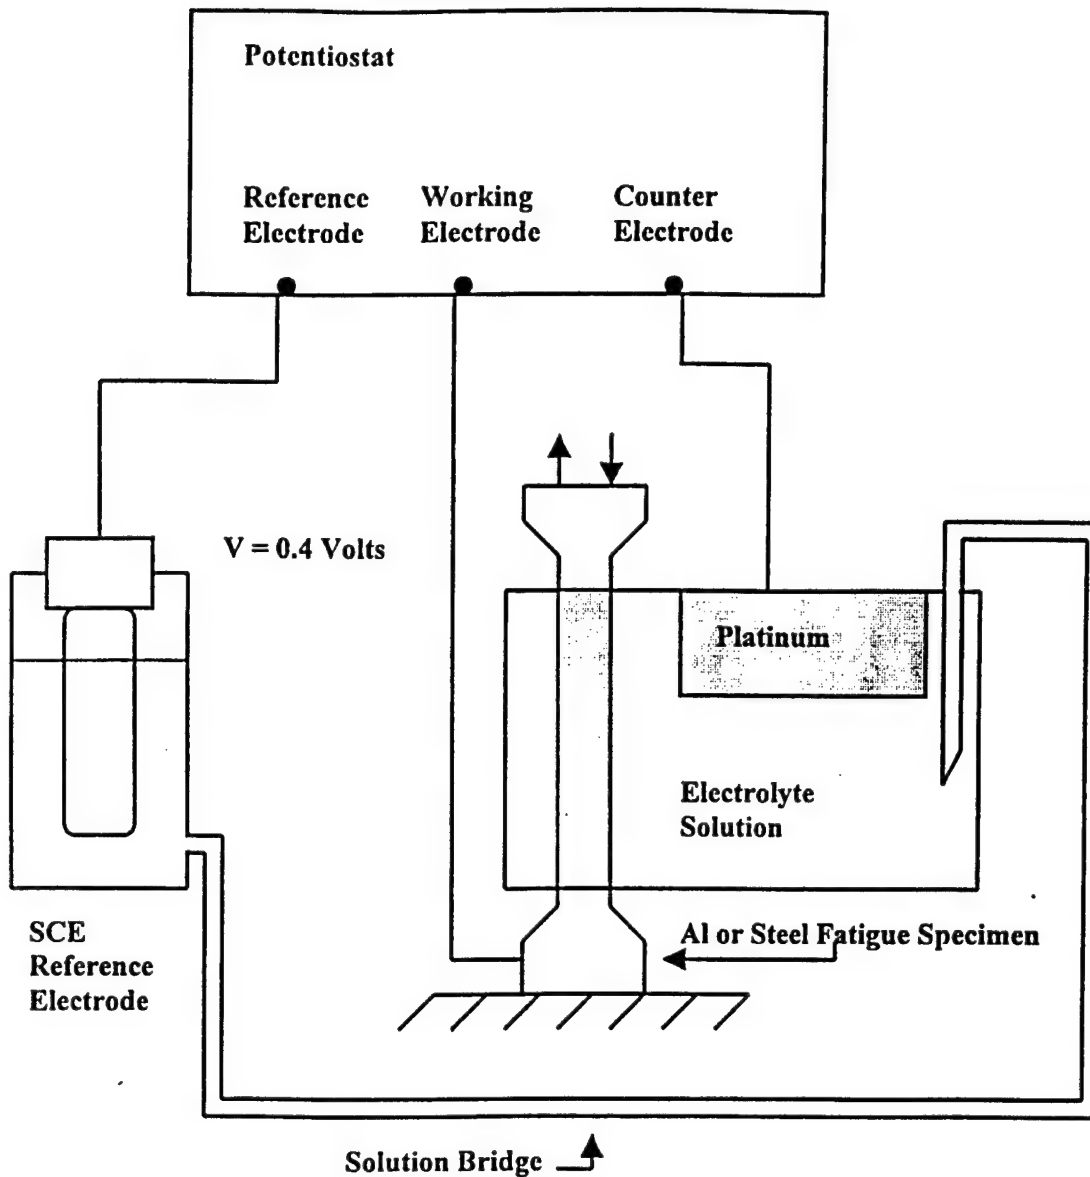 Potentiostat
Reference
Electrode
Working
Electrode
Counter
Electrode
V = 0.4 Volts
Platinum
Electrolyte
Solution
SCE
Reference
Electrode
Al or Steel Fatigue Specimen
Solution Bridge